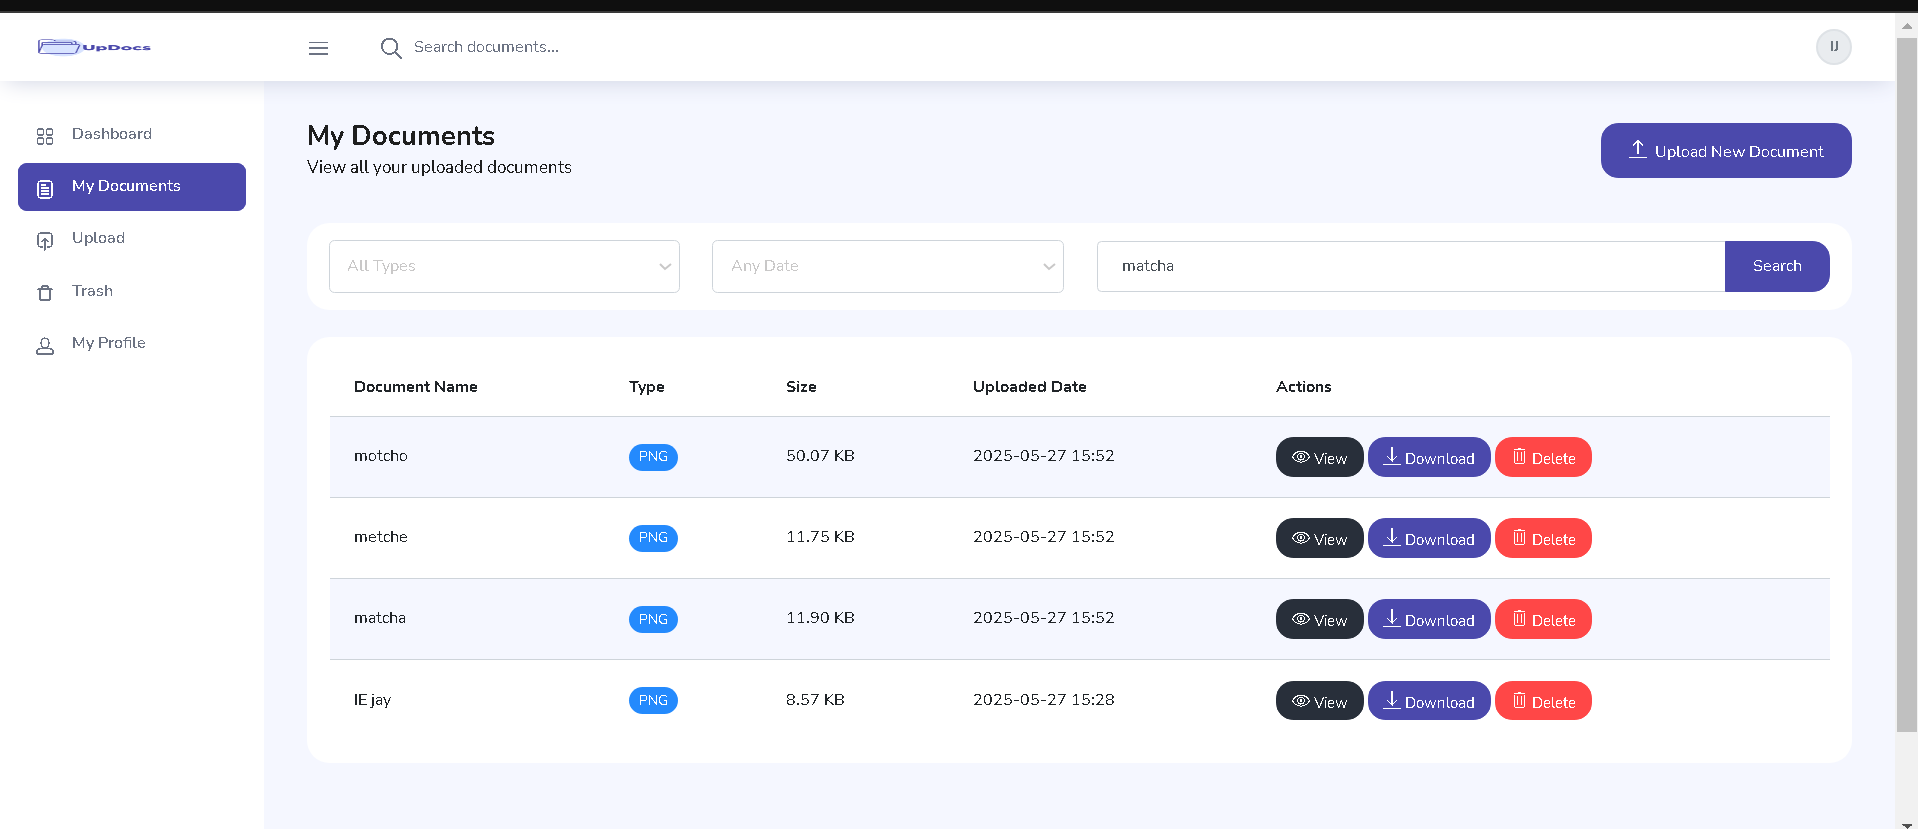 UpDocs
Search documents...
IJ
Dashboard
My Documents
Upload
Trash
My Profile
My Documents
View all your uploaded documents
Upload New Document
All Types
Any Date
matcha
Search
Document Name Type Size Uploaded Date Actions
motcho PNG 50.07 KB 2025-05-27 15:52 View Download Delete
metche PNG 11.75 KB 2025-05-27 15:52 View Download Delete
matcha PNG 11.90 KB 2025-05-27 15:52 View Download Delete
IE jay PNG 8.57 KB 2025-05-27 15:28 View Download Delete